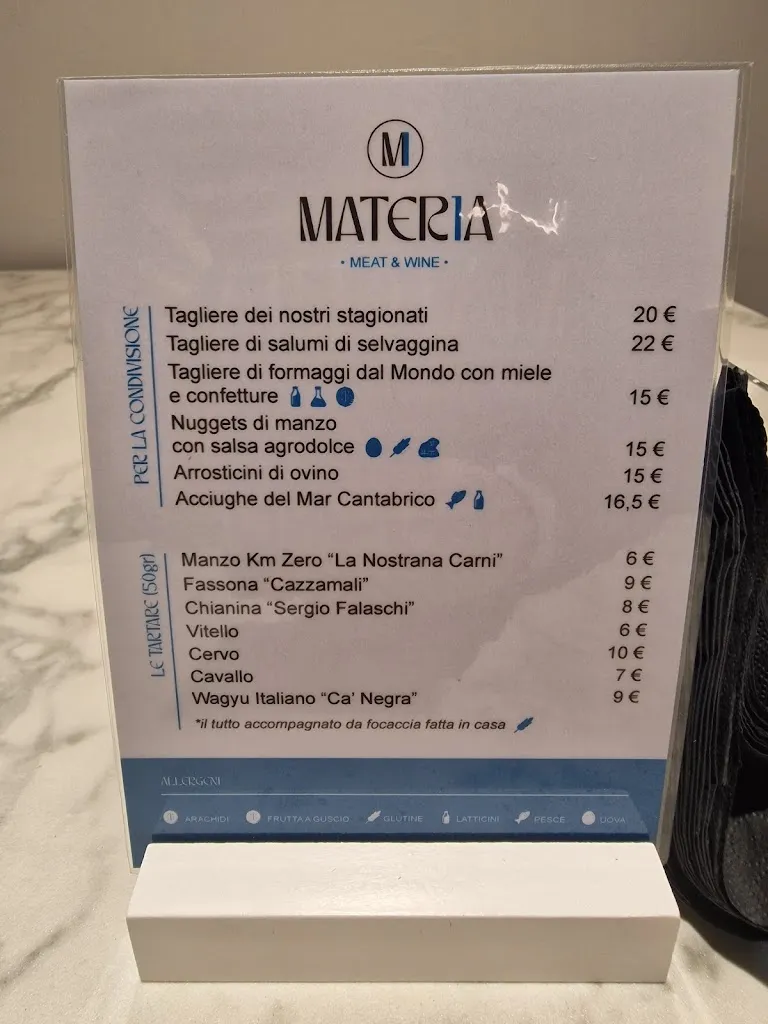 M
MATERIA
• MEAT & WINE •
PER LA CONDIVISIONE
Tagliere dei nostri stagionati 20 €
Tagliere di salumi di selvaggina 22 €
Tagliere di formaggi dal Mondo con miele
e confetture 15 €
Nuggets di manzo
con salsa agrodolce 15 €
Arrosticini di ovino 15 €
Acciughe del Mar Cantabrico 16,5 €
LE TARTARE (50gr)
Manzo Km Zero “La Nostrana Carni” 6 €
Fassona “Cazzamali” 9 €
Chianina “Sergio Falaschi” 8 €
Vitello 6 €
Cervo 10 €
Cavallo 7 €
Wagyu Italiano “Ca’ Negra” 9 €
*il tutto accompagnato da focaccia fatta in casa
ALLERGENI
ARACHIDI FRUTTA A GUSCIO GLUTINE LATTICINI PESCE UOVA